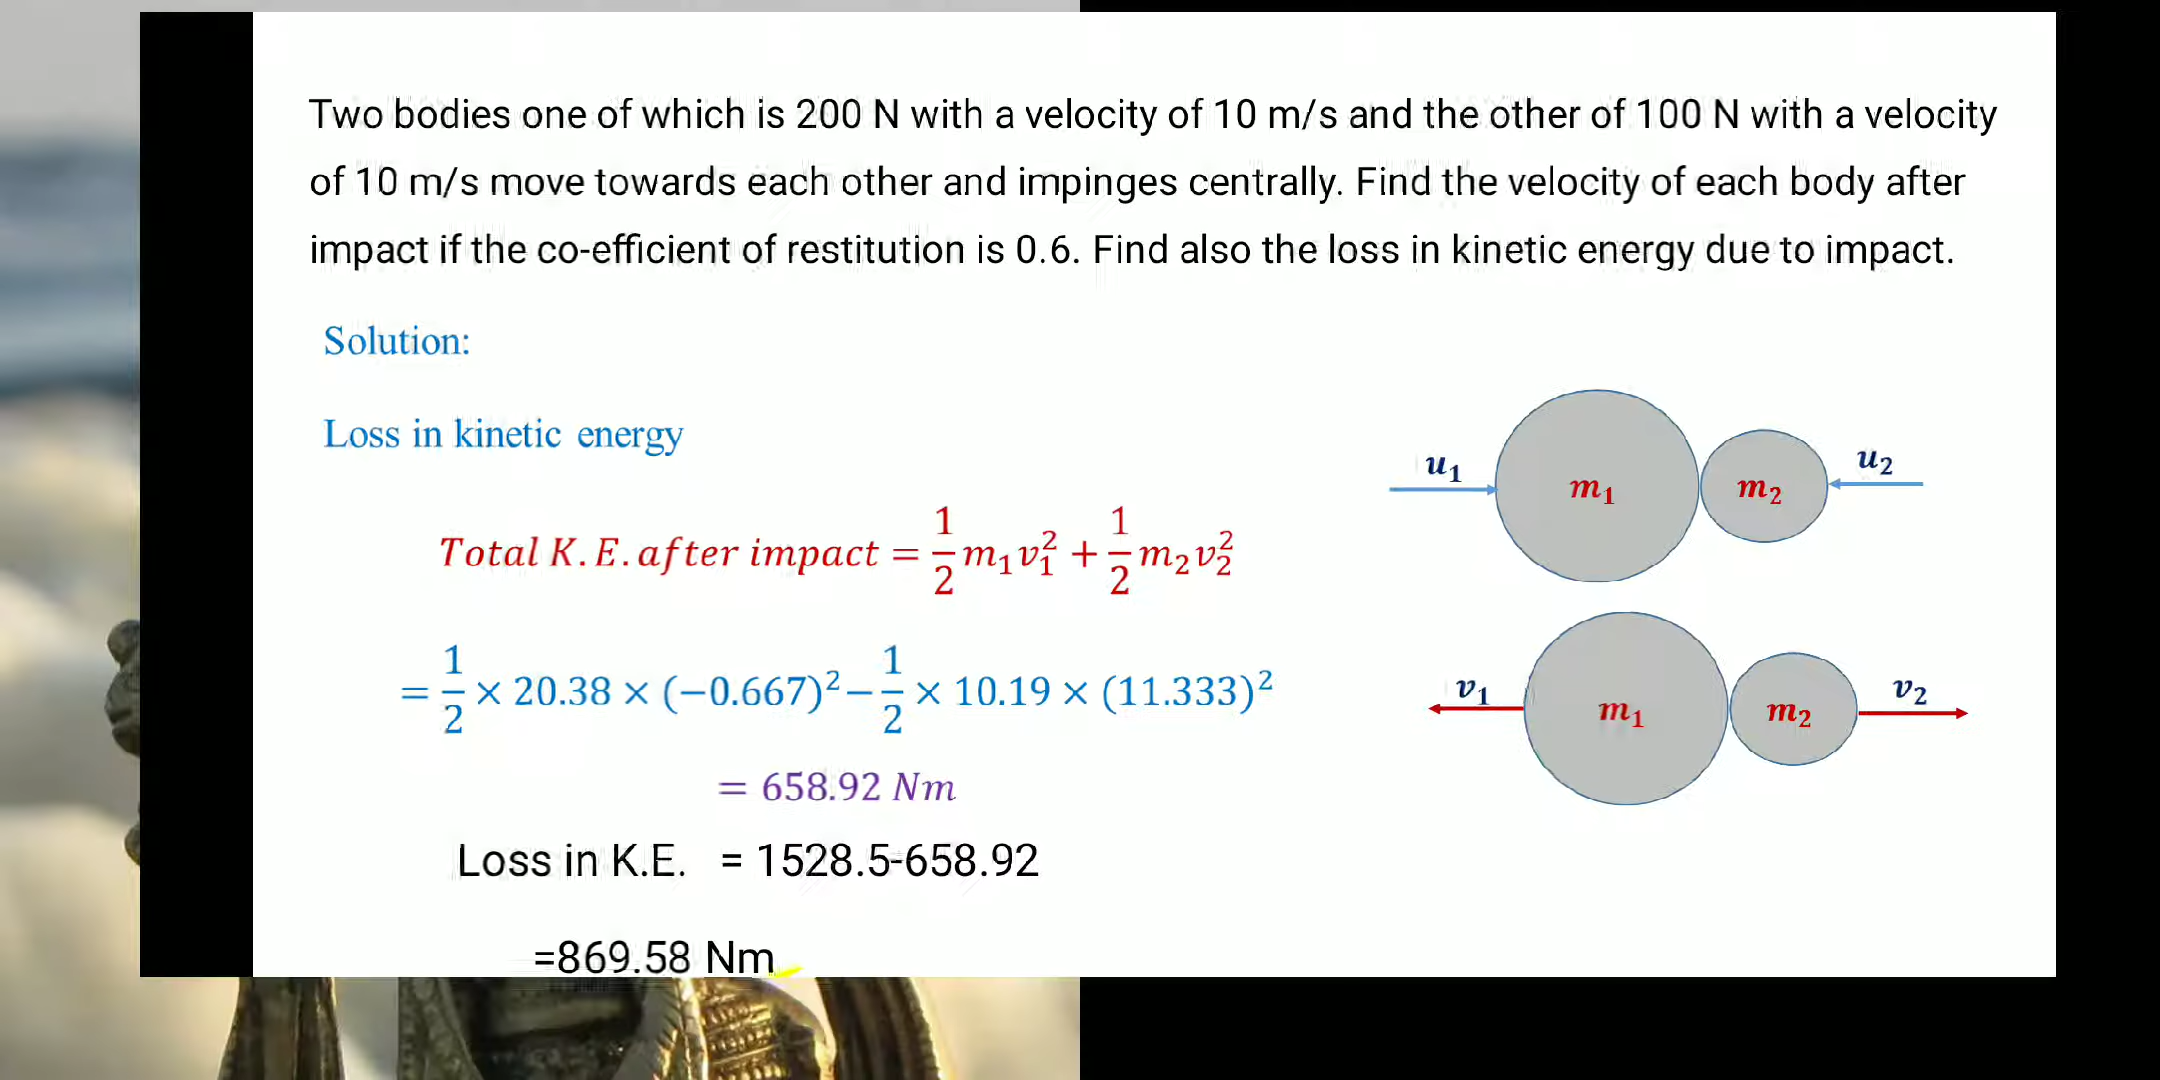 Two bodies one of which is 200 N with a velocity of 10 m/s and the other of 100 N with a velocity
of 10 m/s move towards each other and impinges centrally. Find the velocity of each body after
impact if the co-efficient of restitution is 0.6. Find also the loss in kinetic energy due to impact.
Solution:
Loss in kinetic energy
Total K.E. after impact = 1/2 m₁v₁² + 1/2 m₂v₂²
= 1/2 × 20.38 × (−0.667)² − 1/2 × 10.19 × (11.333)²
= 658.92 Nm
Loss in K.E. = 1528.5-658.92
=869.58 Nm
u₁ m₁ m₂ u₂
v₁ m₁ m₂ v₂